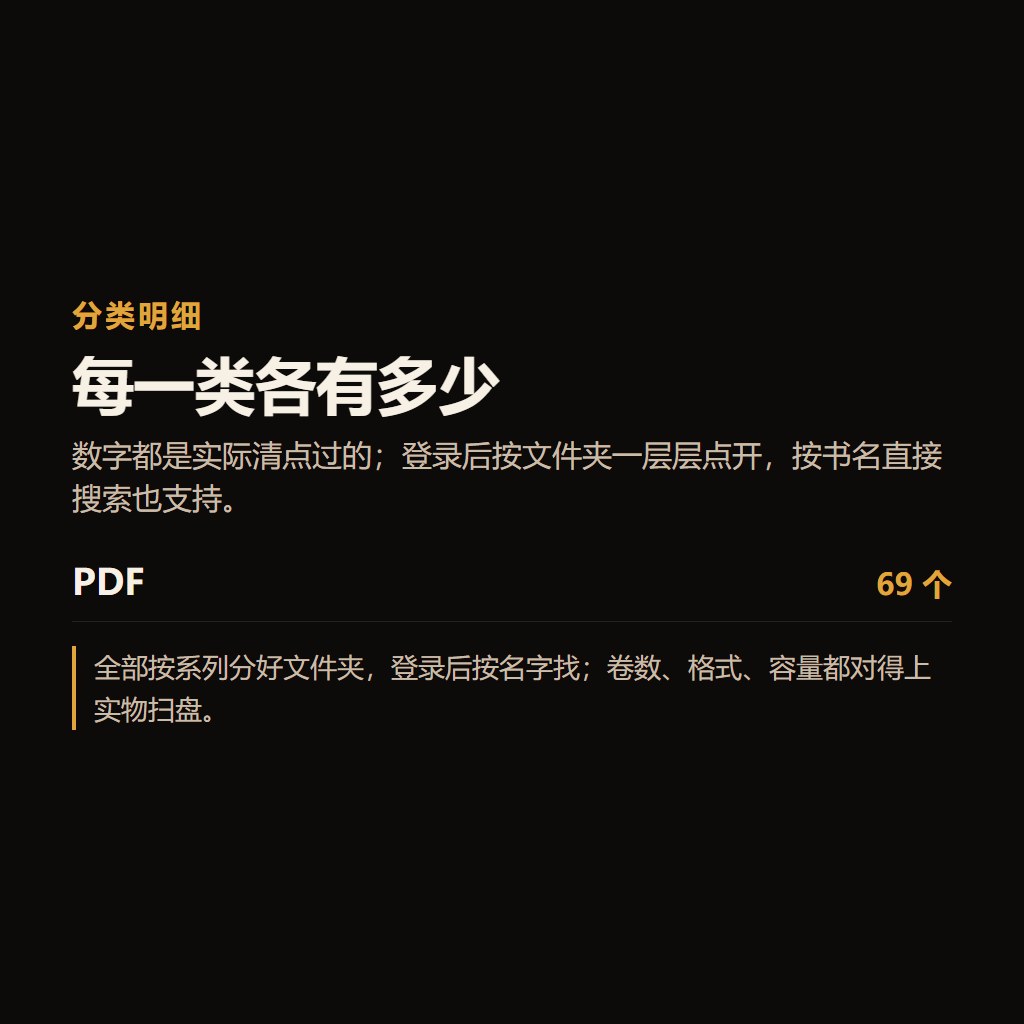 分类明细
每一类各有多少
数字都是实际清点过的；登录后按文件夹一层层点开，按书名直接
搜索也支持。
PDF 69 个
全部按系列分好文件夹，登录后按名字找；卷数、格式、容量都对得上
实物扫盘。